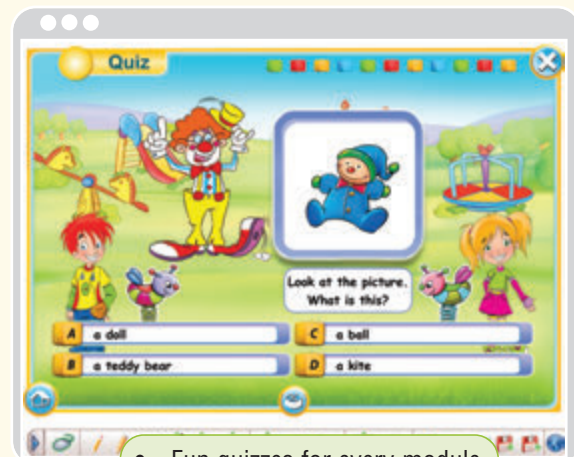 Quiz
Look at the picture.
What is this?
A a doll
C a ball
B a teddy bear
D a kite
Fun quizzes for every module